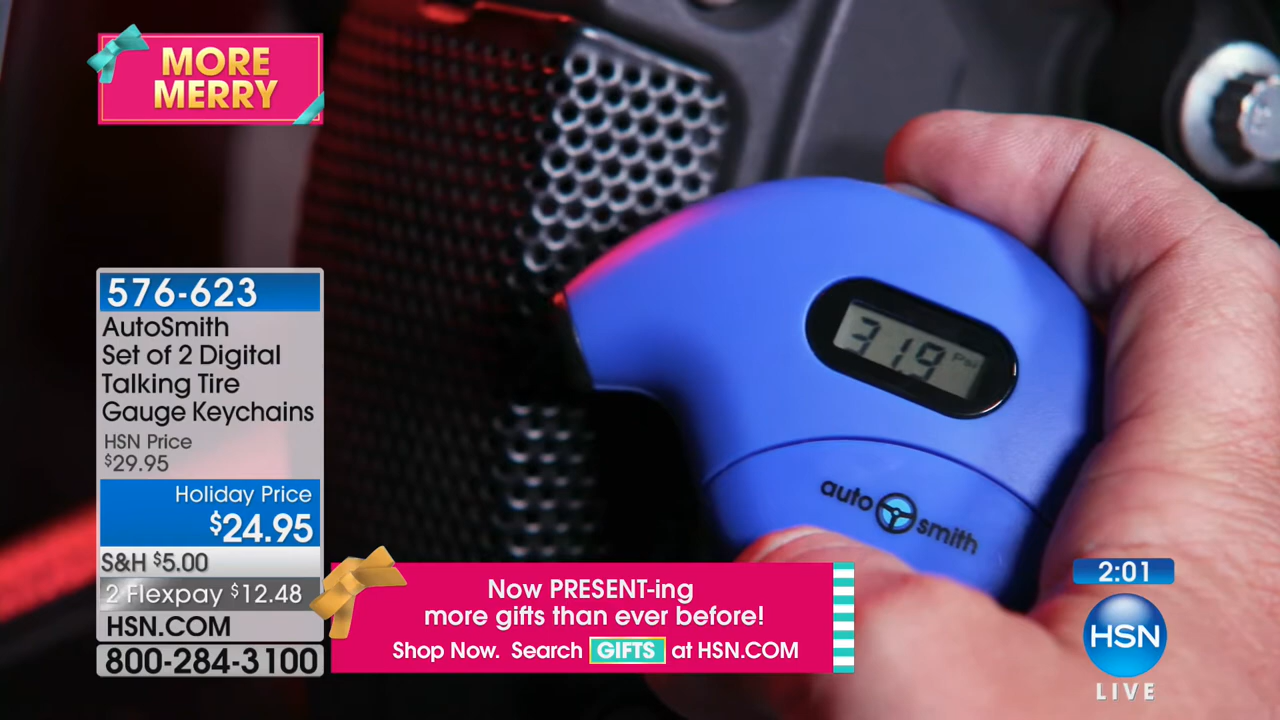 MORE
MERRY
576-623
AutoSmith
Set of 2 Digital
Talking Tire
Gauge Keychains
HSN Price
$29.95
Holiday Price
$24.95
S&H $5.00
2 Flexpay $12.48
HSN.COM
800-284-3100
31.9 Psi
auto smith
Now PRESENT-ing
more gifts than ever before!
Shop Now. Search GIFTS at HSN.COM
2:01
HSN
LIVE